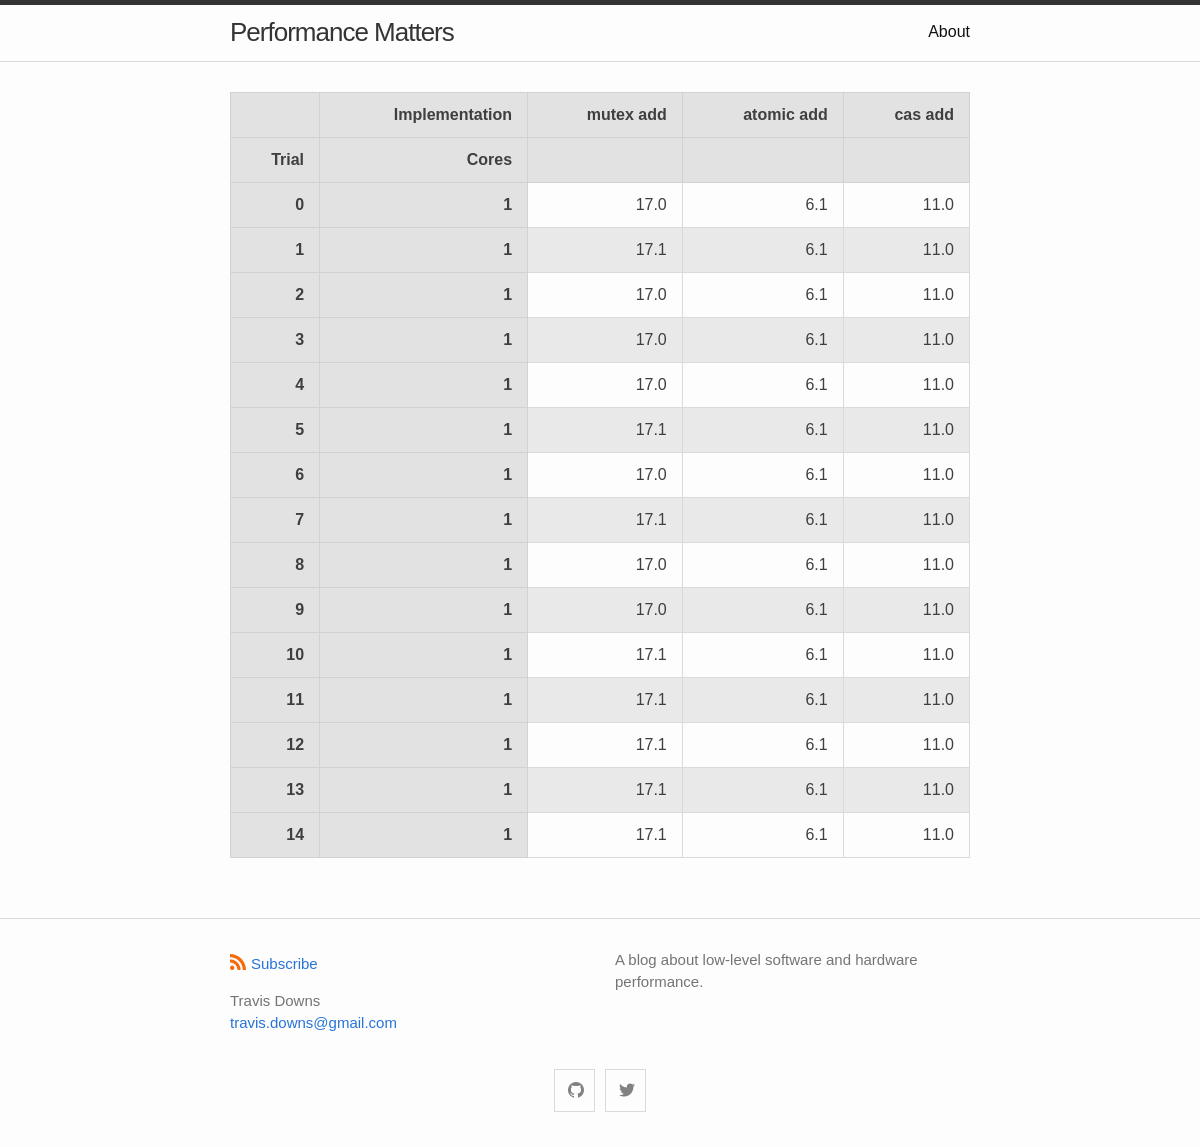 Performance Matters About
Implementation mutex add atomic add cas add
Trial Cores
0 1 17.0 6.1 11.0
1 1 17.1 6.1 11.0
2 1 17.0 6.1 11.0
3 1 17.0 6.1 11.0
4 1 17.0 6.1 11.0
5 1 17.1 6.1 11.0
6 1 17.0 6.1 11.0
7 1 17.1 6.1 11.0
8 1 17.0 6.1 11.0
9 1 17.0 6.1 11.0
10 1 17.1 6.1 11.0
11 1 17.1 6.1 11.0
12 1 17.1 6.1 11.0
13 1 17.1 6.1 11.0
14 1 17.1 6.1 11.0
Subscribe
Travis Downs
travis.downs@gmail.com
A blog about low-level software and hardware
performance.